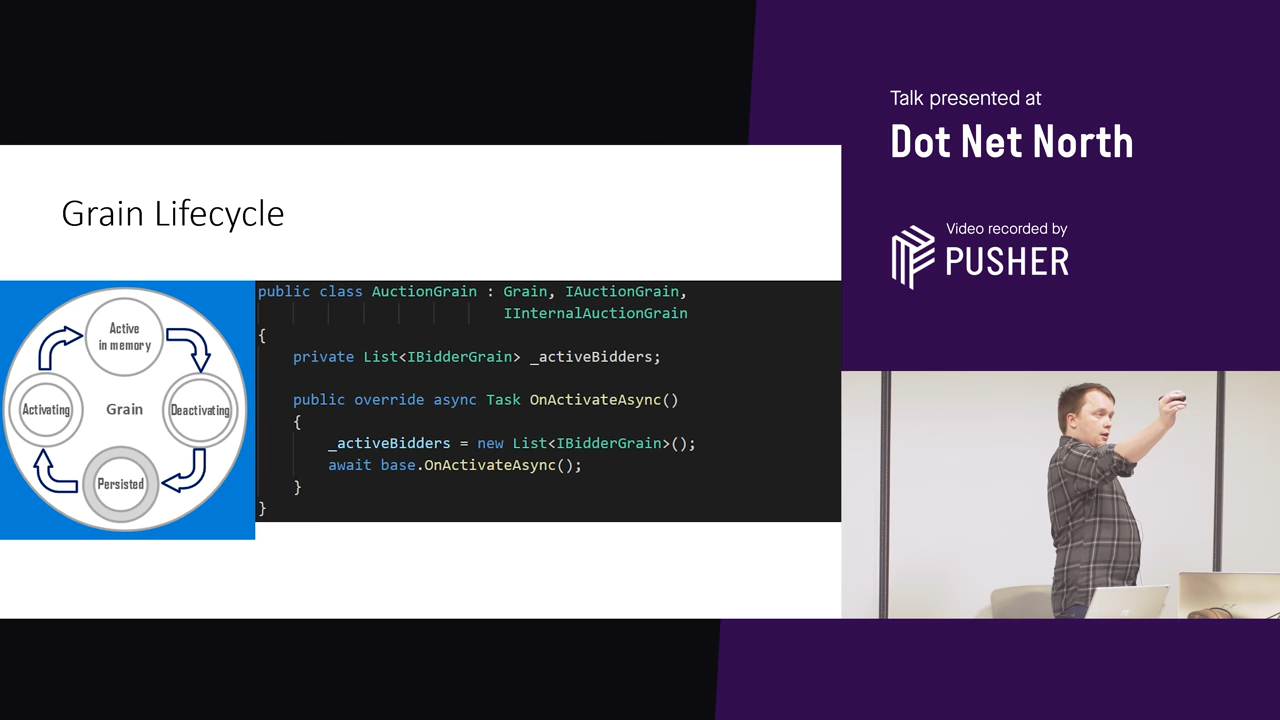 Talk presented at
Dot Net North
Video recorded by
PUSHER
Grain Lifecycle
Active
in memory
Activating
Grain
Deactivating
Persisted
public class AuctionGrain : Grain, IAuctionGrain,
IInternalAuctionGrain
{
private List<IBidderGrain> _activeBidders;
public override async Task OnActivateAsync()
{
_activeBidders = new List<IBidderGrain>();
await base.OnActivateAsync();
}
}